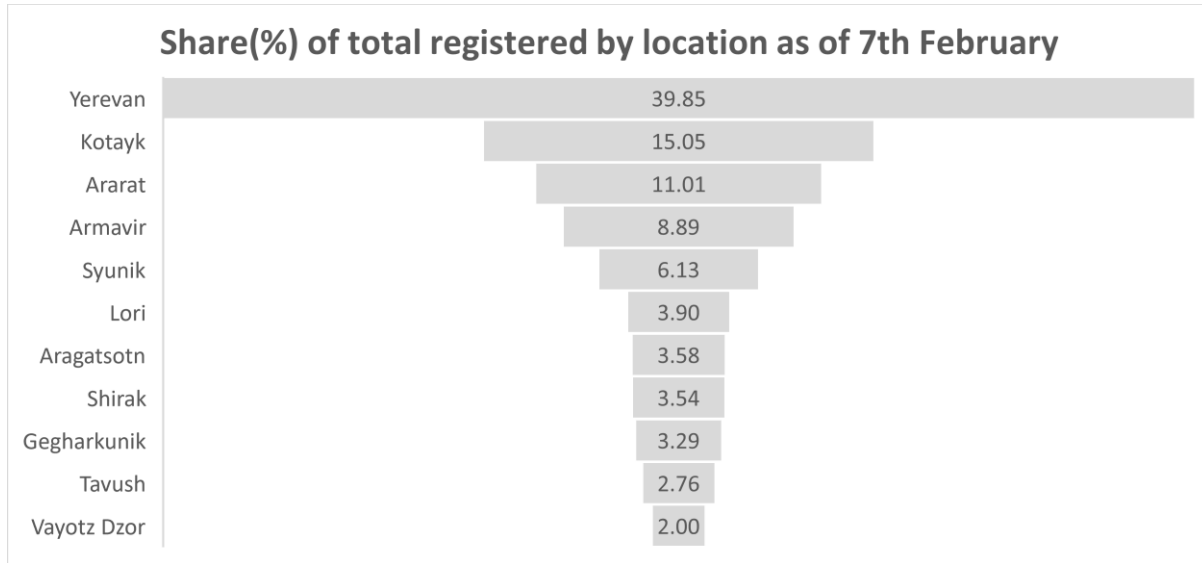 Share(%) of total registered by location as of 7th February
Yerevan 39.85
Kotayk 15.05
Ararat 11.01
Armavir 8.89
Syunik 6.13
Lori 3.90
Aragatsotn 3.58
Shirak 3.54
Gegharkunik 3.29
Tavush 2.76
Vayotz Dzor 2.00